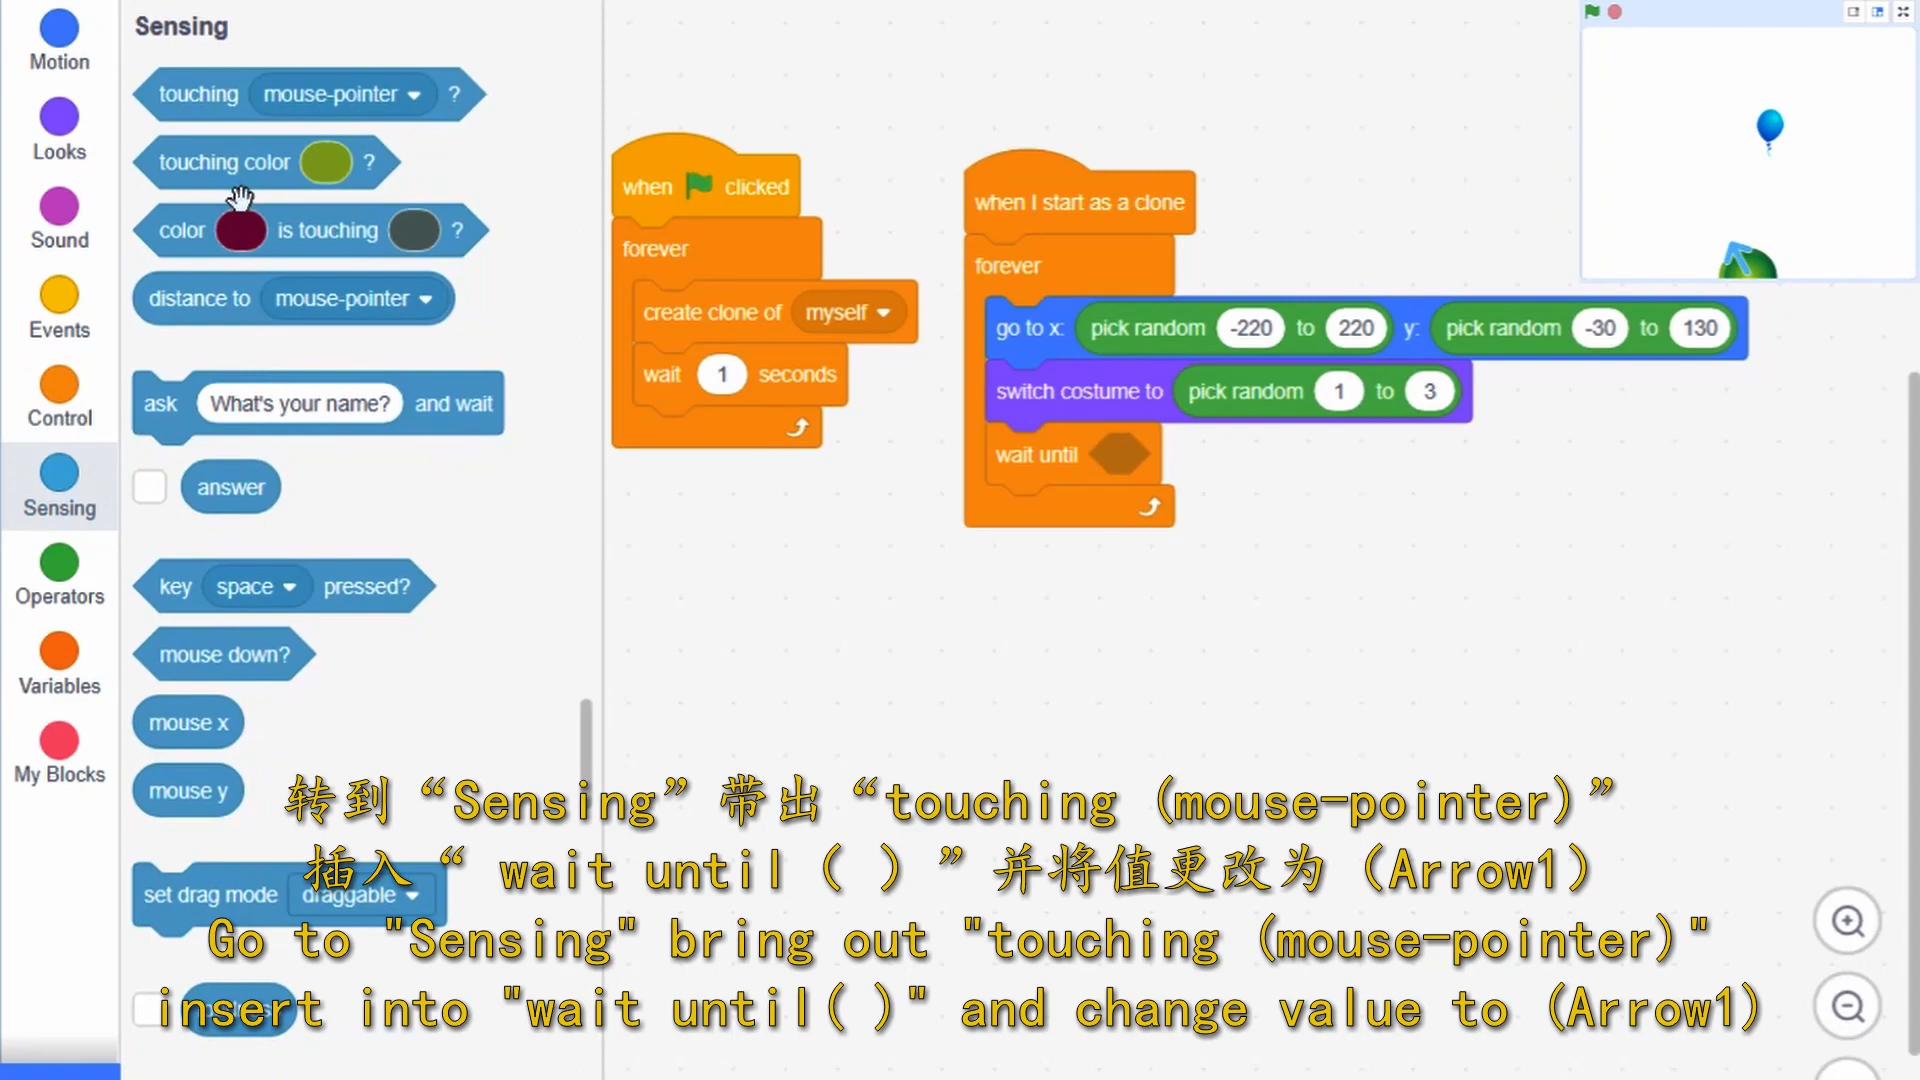 Motion
Looks
Sound
Events
Control
Sensing
Operators
Variables
My Blocks
Sensing
touching mouse-pointer ?
touching color ?
color is touching ?
distance to mouse-pointer
ask What's your name? and wait
answer
key space pressed?
mouse down?
mouse x
mouse y
set drag mode draggable
when clicked
forever
create clone of myself
wait 1 seconds
when I start as a clone
forever
go to x: pick random -220 to 220 y: pick random -30 to 130
switch costume to pick random 1 to 3
wait until
转到“Sensing”带出“touching (mouse-pointer)”
插入“ wait until ( ) ”并将值更改为 (Arrow1)
Go to "Sensing" bring out "touching (mouse-pointer)"
insert into "wait until( )" and change value to (Arrow1)